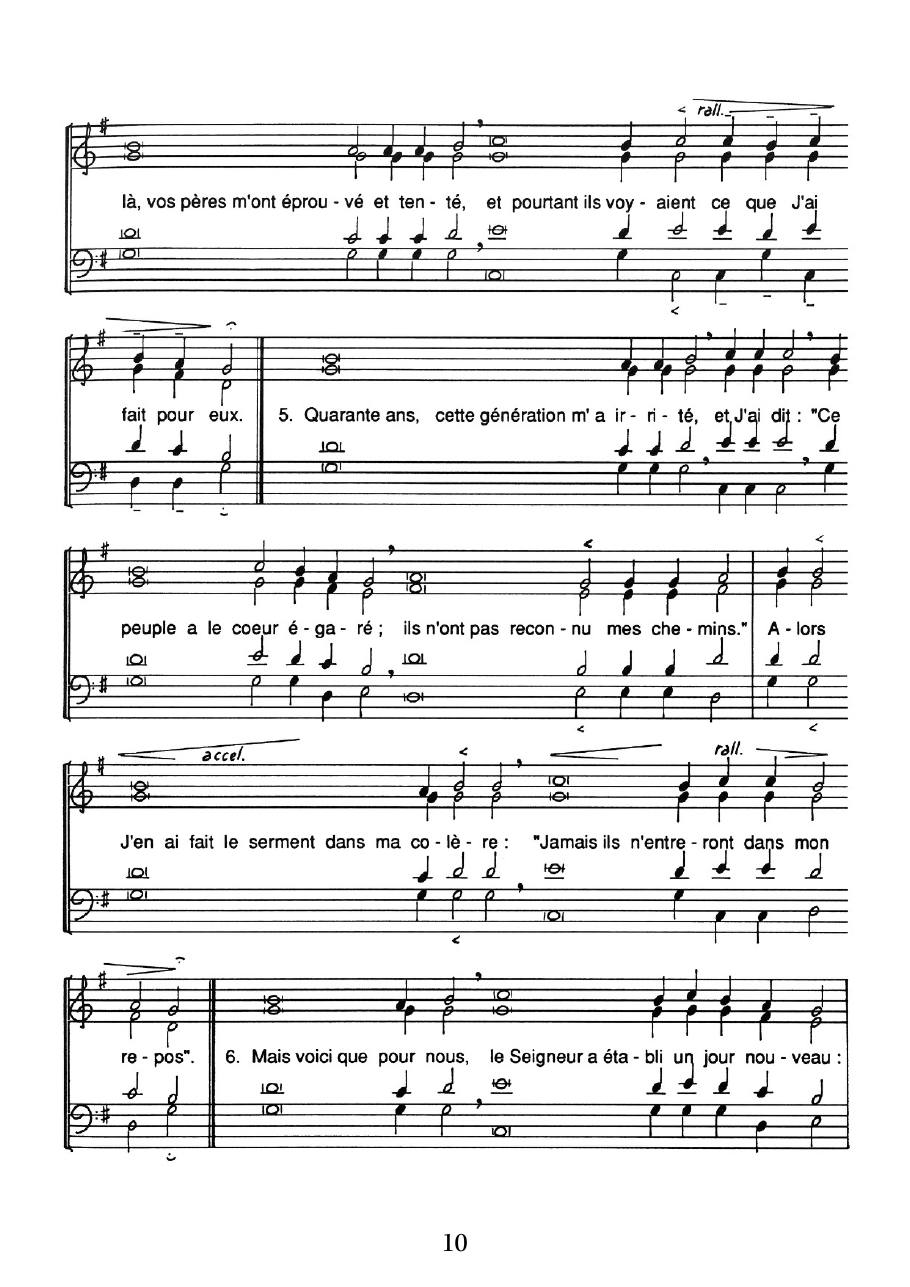 rall.
là, vos pères m'ont éprou - vé et ten - té, et pourtant ils voy - aient ce que J'ai
fait pour eux. 5. Quarante ans, cette génération m' a ir - ri - té, et J'ai dit : "Ce
peuple a le coeur é - ga - ré ; ils n'ont pas recon - nu mes che - mins." A - lors
accel. rall.
J'en ai fait le serment dans ma co - lè - re : "Jamais ils n'entre - ront dans mon
re - pos". 6. Mais voici que pour nous, le Seigneur a éta - bli un jour nou - veau :
10